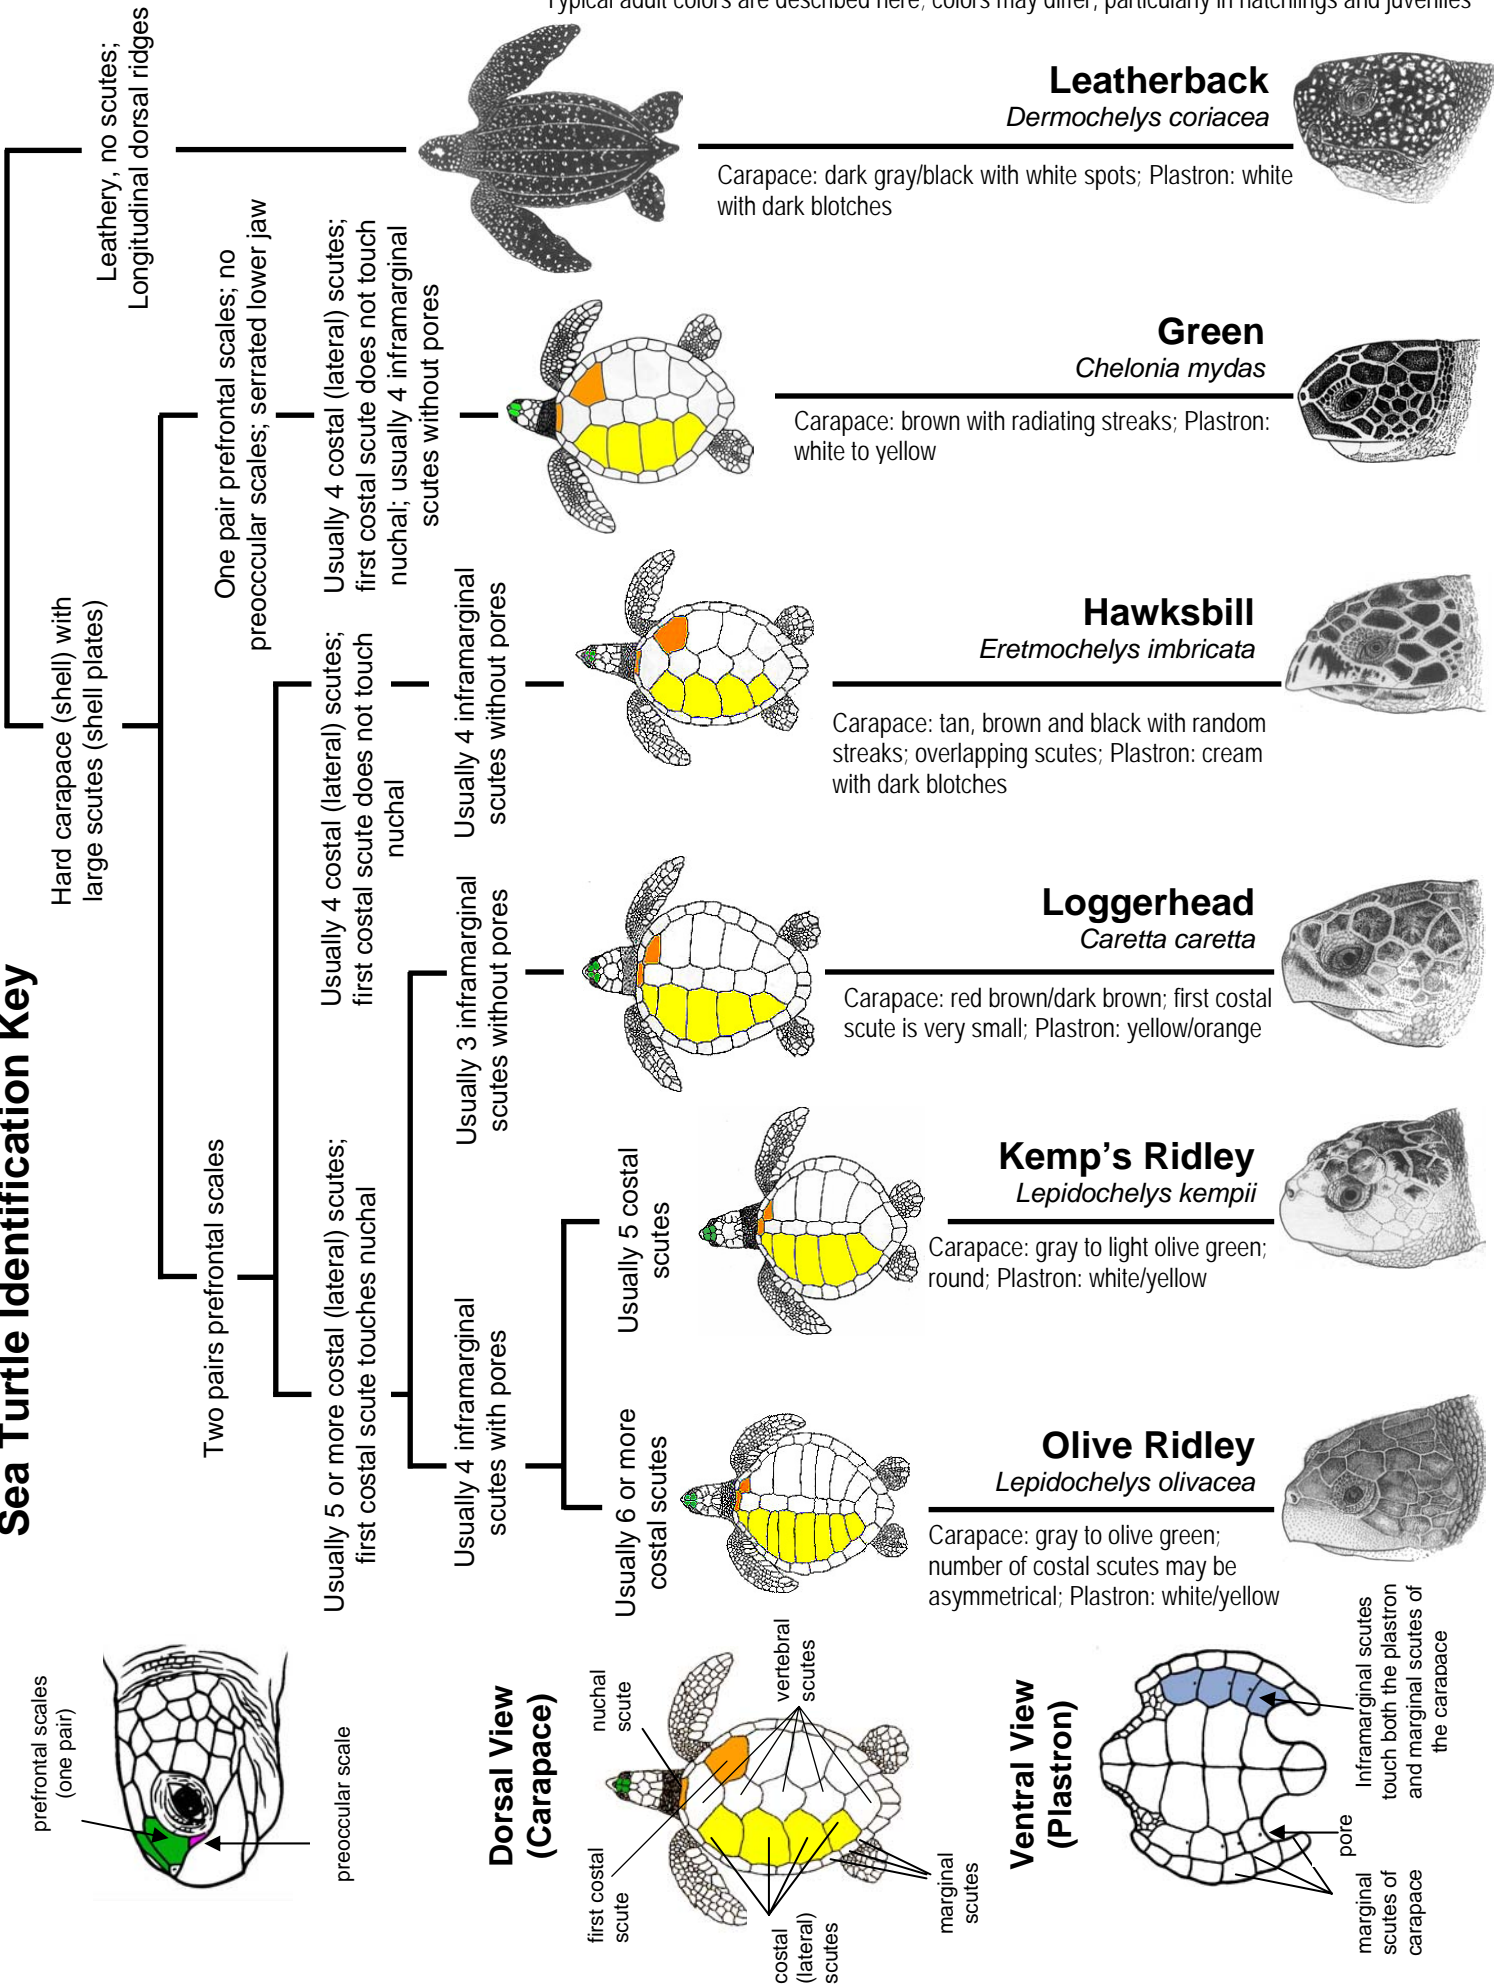 Sea Turtle Identification Key
Typical adult colors are described here; colors may differ, particularly in hatchlings and juveniles
Hard carapace (shell) with
large scutes (shell plates)
Leathery, no scutes;
Longitudinal dorsal ridges
Two pairs prefrontal scales
One pair prefrontal scales; no
preocccular scales; serrated lower jaw
Usually 5 or more costal (lateral) scutes;
first costal scute touches nuchal
Usually 4 costal (lateral) scutes;
first costal scute does not touch
nuchal
Usually 4 costal (lateral) scutes;
first costal scute does not touch
nuchal; usually 4 inframarginal
scutes without pores
Usually 4 inframarginal
scutes with pores
Usually 3 inframarginal
scutes without pores
Usually 4 inframarginal
scutes without pores
Usually 6 or more
costal scutes
Usually 5 costal
scutes
Leatherback
Dermochelys coriacea
Carapace: dark gray/black with white spots; Plastron: white
with dark blotches
Green
Chelonia mydas
Carapace: brown with radiating streaks; Plastron:
white to yellow
Hawksbill
Eretmochelys imbricata
Carapace: tan, brown and black with random
streaks; overlapping scutes; Plastron: cream
with dark blotches
Loggerhead
Caretta caretta
Carapace: red brown/dark brown; first costal
scute is very small; Plastron: yellow/orange
Kemp's Ridley
Lepidochelys kempii
Carapace: gray to light olive green;
round; Plastron: white/yellow
Olive Ridley
Lepidochelys olivacea
Carapace: gray to olive green;
number of costal scutes may be
asymmetrical; Plastron: white/yellow
prefrontal scales
(one pair)
preoccular scale
Dorsal View
(Carapace)
nuchal
scute
vertebral
scutes
first costal
scute
costal
(lateral)
scutes
marginal
scutes
Ventral View
(Plastron)
Inframarginal scutes
touch both the plastron
and marginal scutes of
the carapace
pore
marginal
scutes of
carapace